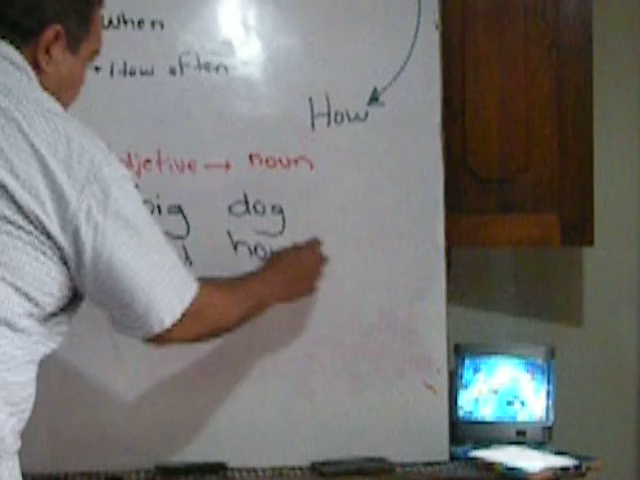 when
• How often
How
djetive → noun
big dog